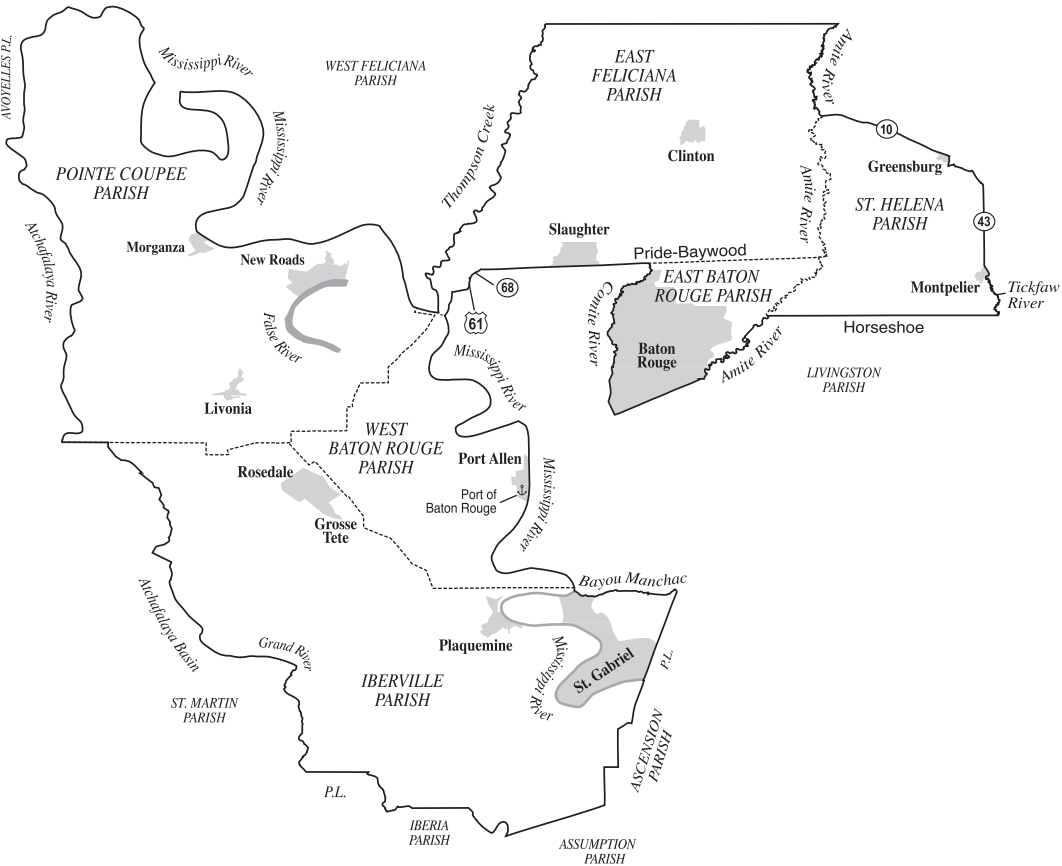 AVOYELLES P.L.
Mississippi River
WEST FELICIANA
PARISH
EAST
FELICIANA
PARISH
Amite River
Mississippi River
Thompson Creek
Clinton
10
Greensburg
POINTE COUPEE
PARISH
Amite River
ST. HELENA
PARISH
43
Atchafalaya River
Morganza
New Roads
Slaughter
Pride-Baywood
EAST BATON
ROUGE PARISH
Montpelier
Tickfaw
River
68
61
Comite River
False River
Horseshoe
Baton
Rouge
Amite River
Mississippi River
LIVINGSTON
PARISH
Livonia
WEST
BATON ROUGE
PARISH
Port Allen
Rosedale
Port of
Baton Rouge
Mississippi River
Grosse
Tete
Bayou Manchac
Atchafalaya Basin
Plaquemine
Mississippi River
St. Gabriel
P.L.
Grand River
IBERVILLE
PARISH
ST. MARTIN
PARISH
ASCENSION
PARISH
P.L.
IBERIA
PARISH
ASSUMPTION
PARISH